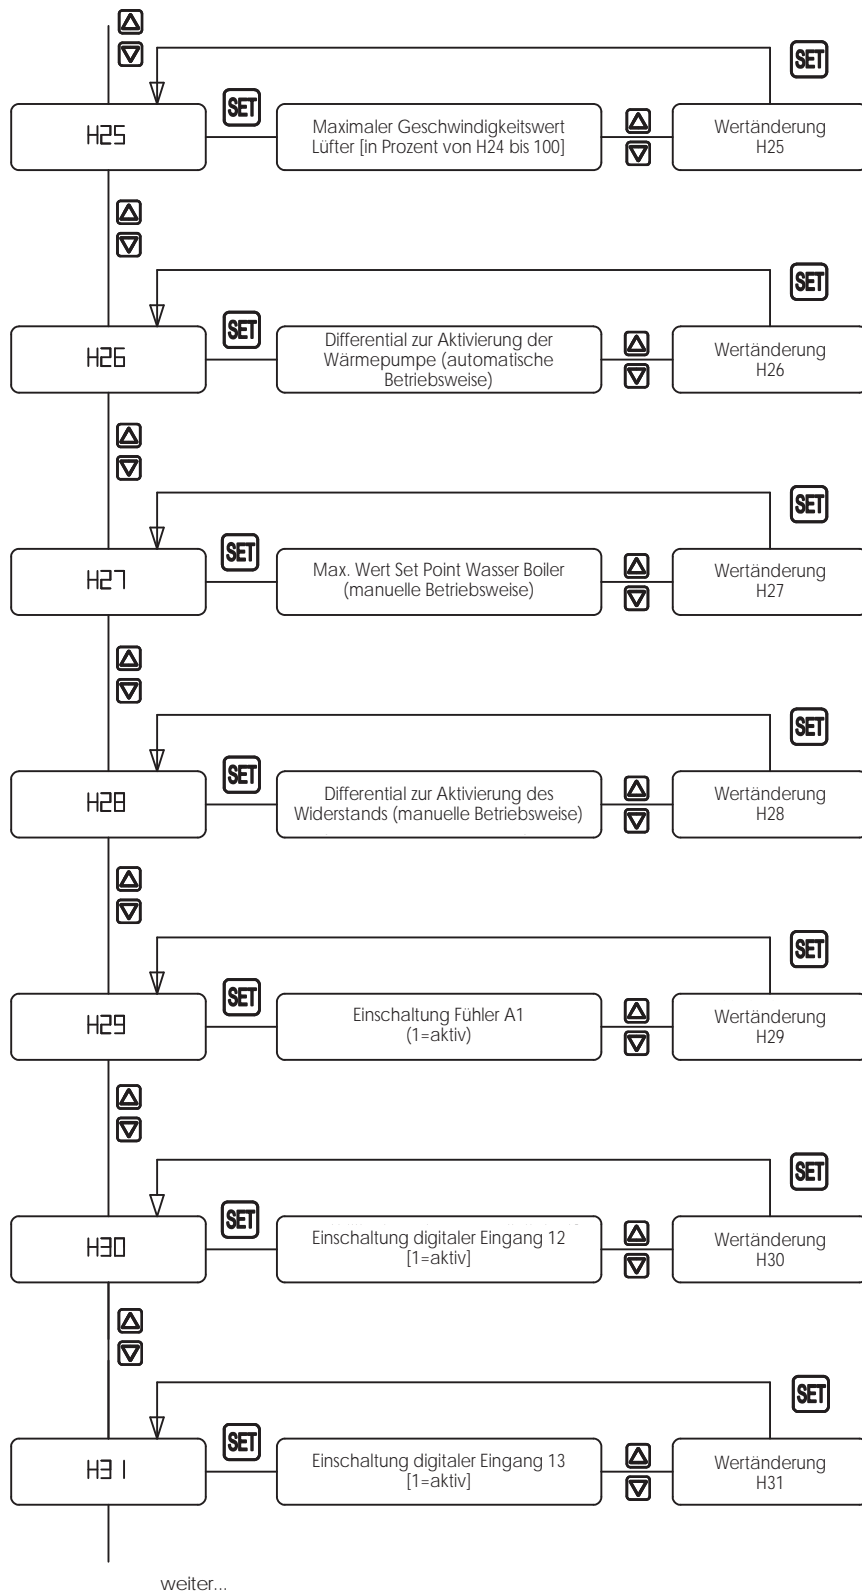 SET
H25
SET
Maximaler Geschwindigkeitswert
Lüfter [in Prozent von H24 bis 100]
Wertänderung
H25
SET
H26
SET
Differential zur Aktivierung der
Wärmepumpe (automatische
Betriebsweise)
Wertänderung
H26
SET
H27
SET
Max. Wert Set Point Wasser Boiler
(manuelle Betriebsweise)
Wertänderung
H27
SET
H28
SET
Differential zur Aktivierung des
Widerstands (manuelle Betriebsweise)
Wertänderung
H28
SET
H29
SET
Einschaltung Fühler A1
(1=aktiv)
Wertänderung
H29
SET
H30
SET
Einschaltung digitaler Eingang 12
[1=aktiv]
Wertänderung
H30
SET
H31
SET
Einschaltung digitaler Eingang 13
[1=aktiv]
Wertänderung
H31
weiter...